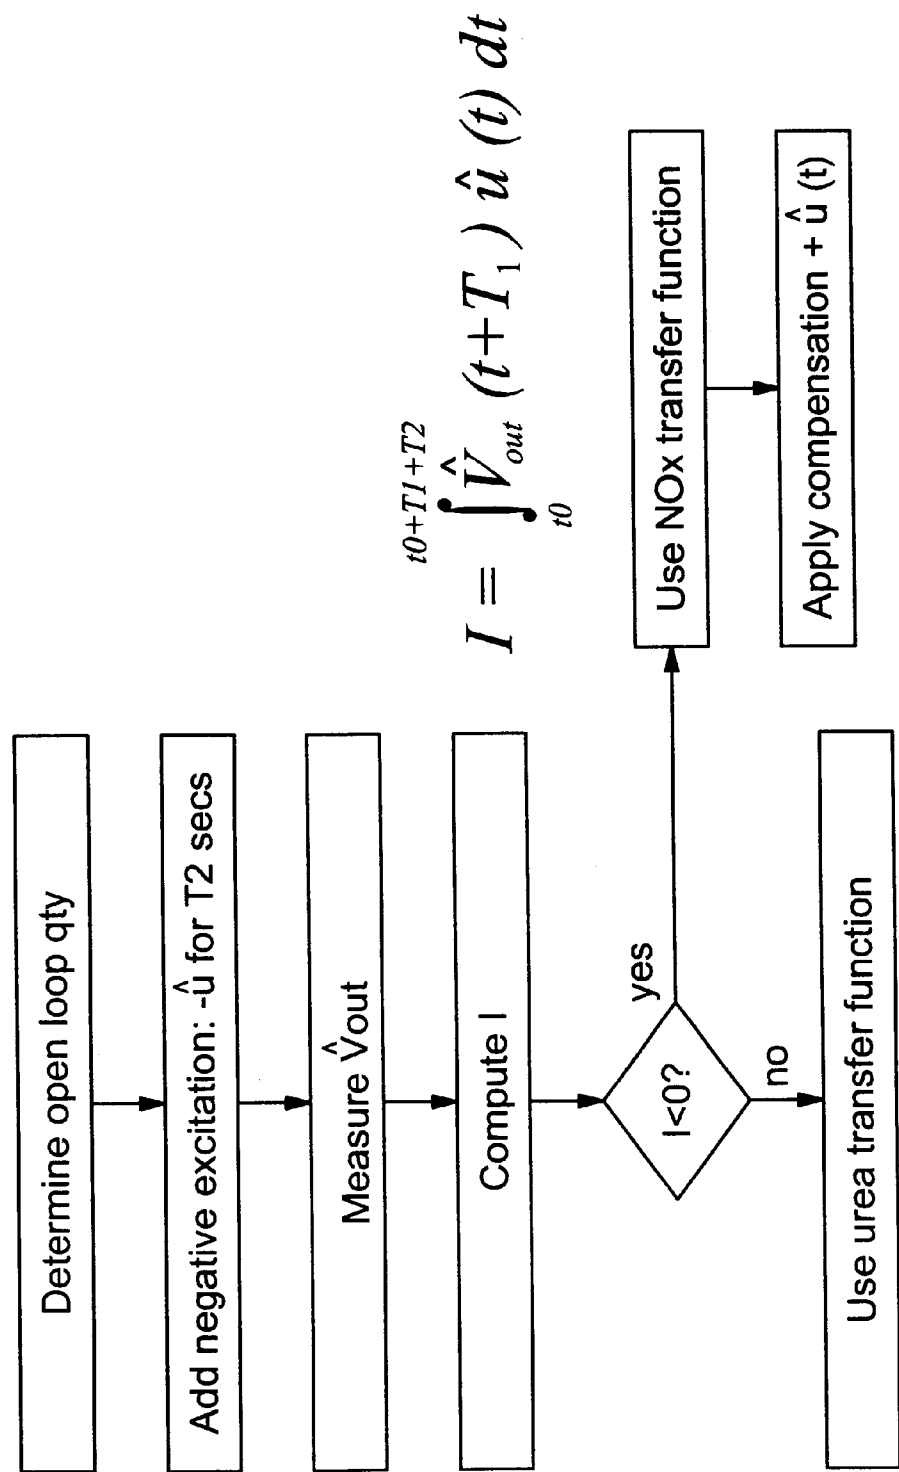 Determine open loop qty
Add negative excitation: -û for T2 secs
Measure V̂out
Compute I
I<0?
yes
no
Use urea transfer function
I = ∫_{t0}^{t0+T1+T2} V̂_{out} (t+T_1) û (t) dt
Use NOx transfer function
Apply compensation + û (t)